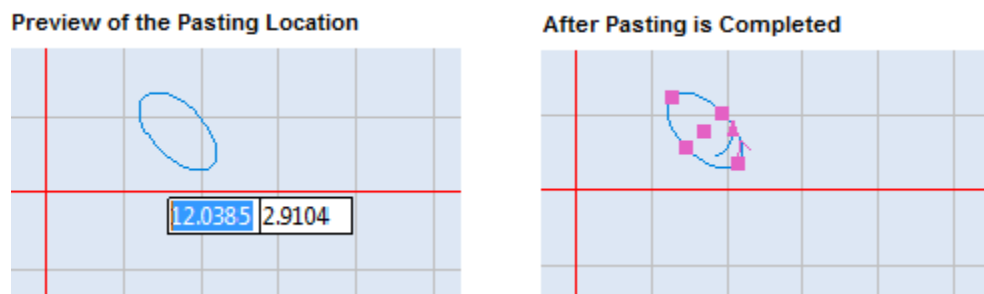 Preview of the Pasting Location
After Pasting is Completed
12.0385 2.9104